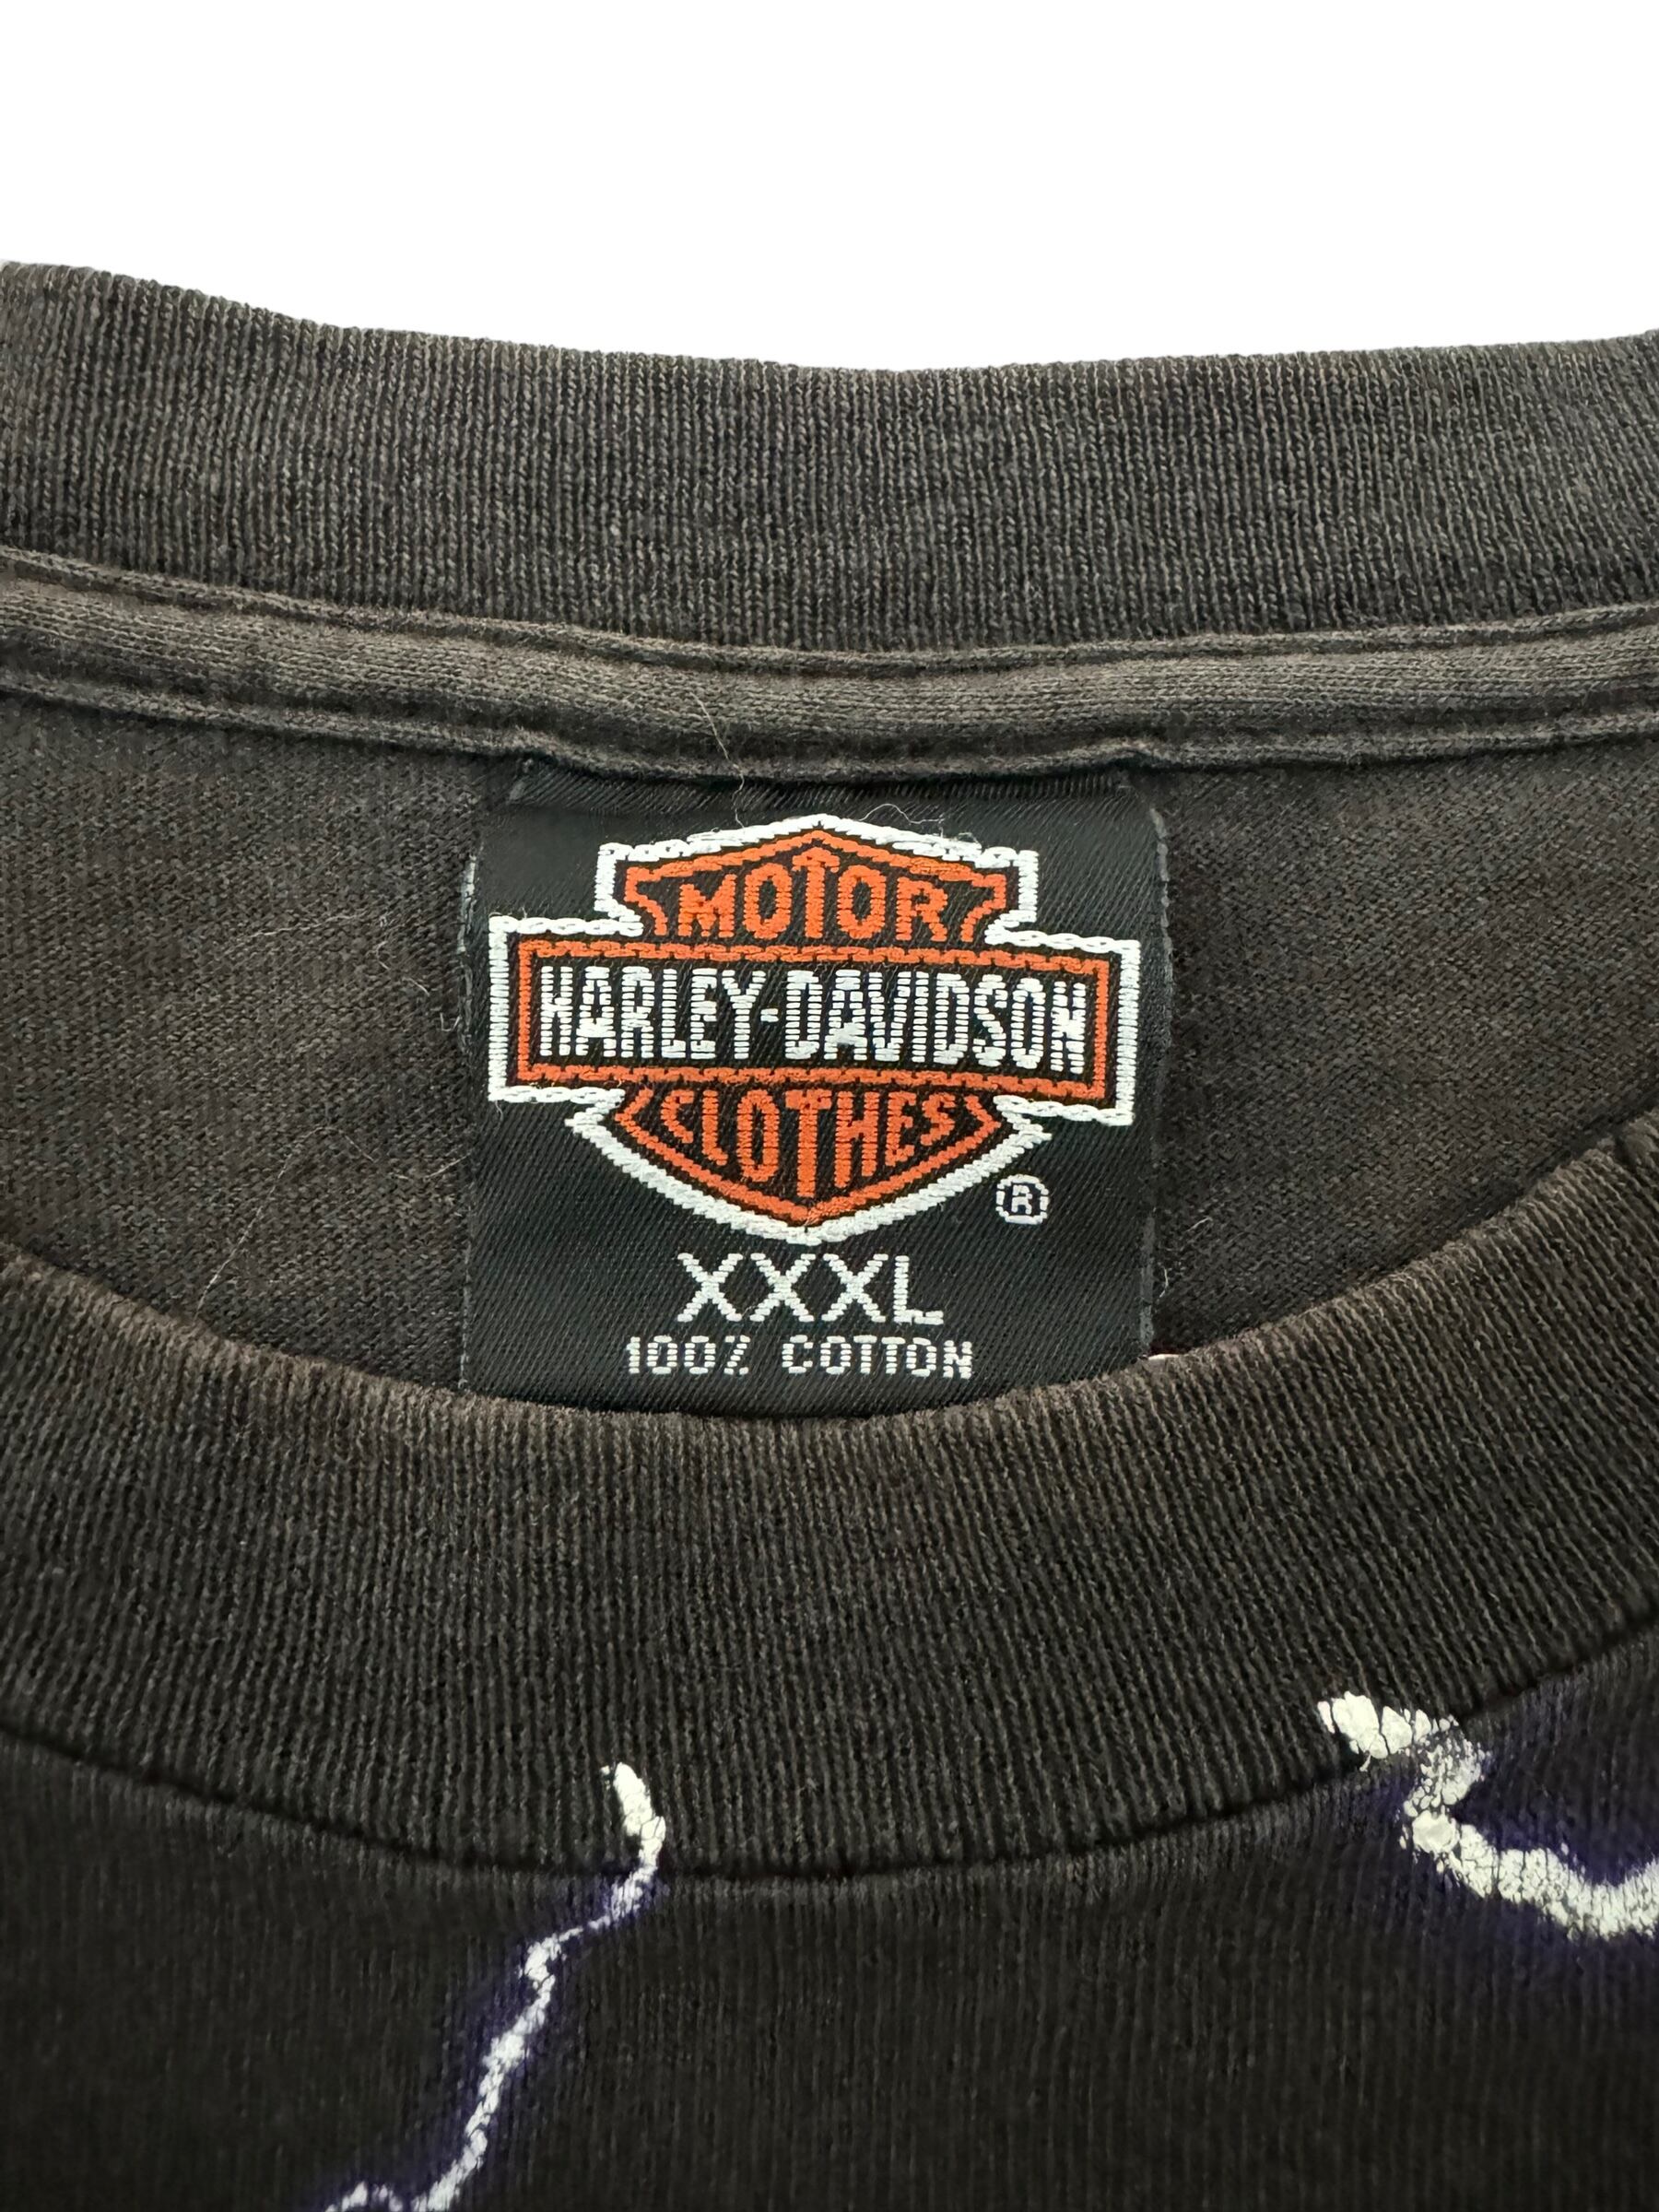 MOTOR
HARLEY-DAVIDSON
CLOTHES
®
XXXL
100% COTTON